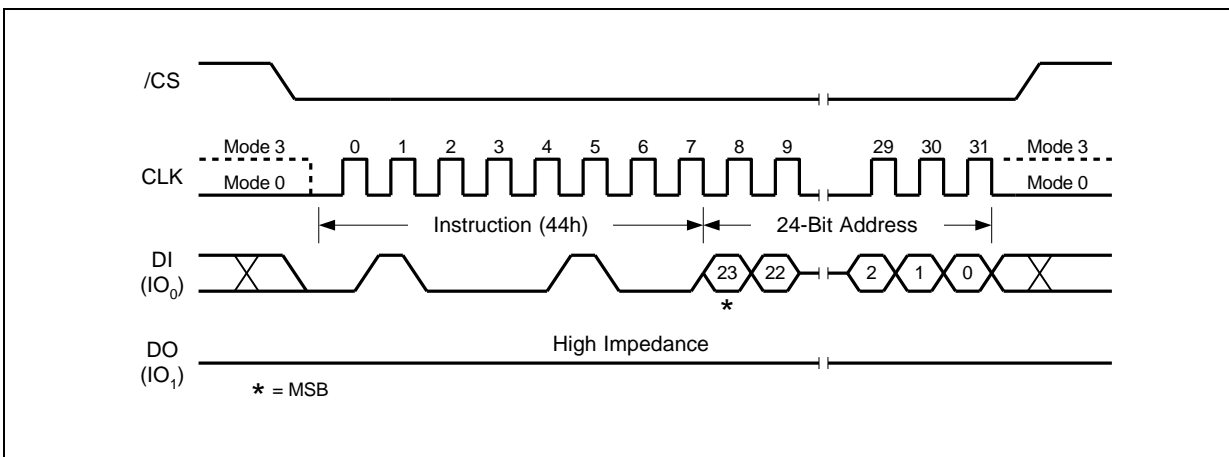 /CS
Mode 3 0 1 2 3 4 5 6 7 8 9 29 30 31 Mode 3
CLK
Mode 0 Mode 0
Instruction (44h) 24-Bit Address
DI
(IO0)
23 22 2 1 0
*
DO
(IO1)
High Impedance
* = MSB